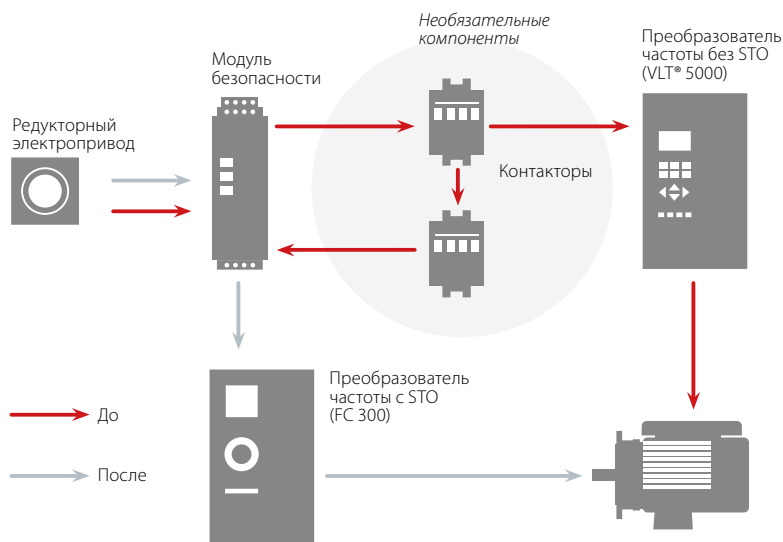 Необязательные
компоненты
Преобразователь
частоты без STO
(VLT® 5000)
Модуль
безопасности
Редукторный
электропривод
Контакторы
Преобразователь
частоты с STO
(FC 300)
До
После